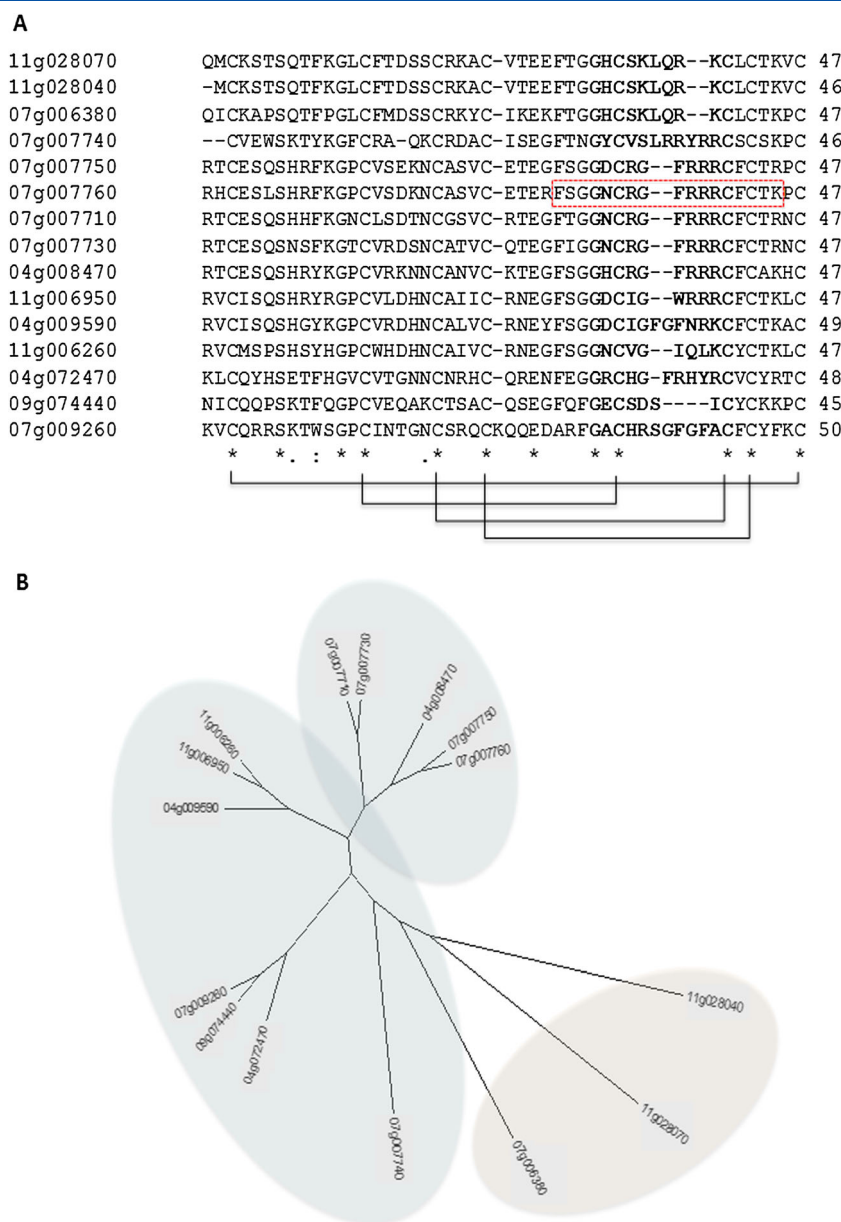 A
11g028070 QMCKSTSQTFKGLCFTDSSCRKAC-VTEEFTGGHCSKLQR--KCLCTKVC 47
11g028040 -MCKSTSQTFKGLCFTDSSCRKAC-VTEEFTGGHCSKLQR--KCLCTKVC 46
07g006380 QICKAPSQTFPGLCFMDSSCRKYC-IKEKFTGGHCSKLQR--KCLCTKPC 47
07g007740 --CVEWSKTYKGFCRA-QKCRDAC-ISEGFTNGYCVSLRRYRRCSCSKPC 46
07g007750 RTCESQSHRFKGPCVSEKNCASVC-ETEGFSGGDCRG--FRRRCFCTRPC 47
07g007760 RHCESLSHRFKGPCVSDKNCASVC-ETERFSGGNCRG--FRRRCFCTKPC 47
07g007710 RTCESQSHHFKGNCLSDTNCGSVC-RTEGFTGGNCRG--FRRRCFCTRNC 47
07g007730 RTCESQSNSFKGTCVRDSNCATVC-QTEGFIGGNCRG--FRRRCFCTRNC 47
04g008470 RTCESQSHRYKGPCVRKNNCANVC-KTEGFSGGHCRG--FRRRCFCAKHC 47
11g006950 RVCISQSHRYRGPCVLDHNCAIIC-RNEGFSGGDCIG--WRRRCFCTKLC 47
04g009590 RVCISQSHGYKGPCVRDHNCALVC-RNEYFSGGDCIGFGFNRKCFCTKAC 49
11g006260 RVCMSPSHSYHGPCWHDHNCAIVC-RNEGFSGGNCVG--IQLKCYCTKLC 47
04g072470 KLCQYHSETFHGVCVTGNNCNRHC-QRENFEGGRCHG-FRHYRCVCYRTC 48
09g074440 NICQQPSKTFQGPCVEQAKCTSAC-QSEGFQFGECSDS----ICYCKKPC 45
07g009260 KVCQRRSKTWSGPCINTGNCSRQCKQQEDARFGACHRSGFGFACFCYFKC 50
* *. : * * .* * * ** ** *
B
07g007710
07g007730
04g008470
07g007750
07g007760
11g006260
11g006950
04g009590
07g009260
09g074440
04g072470
07g007740
07g006380
11g028070
11g028040